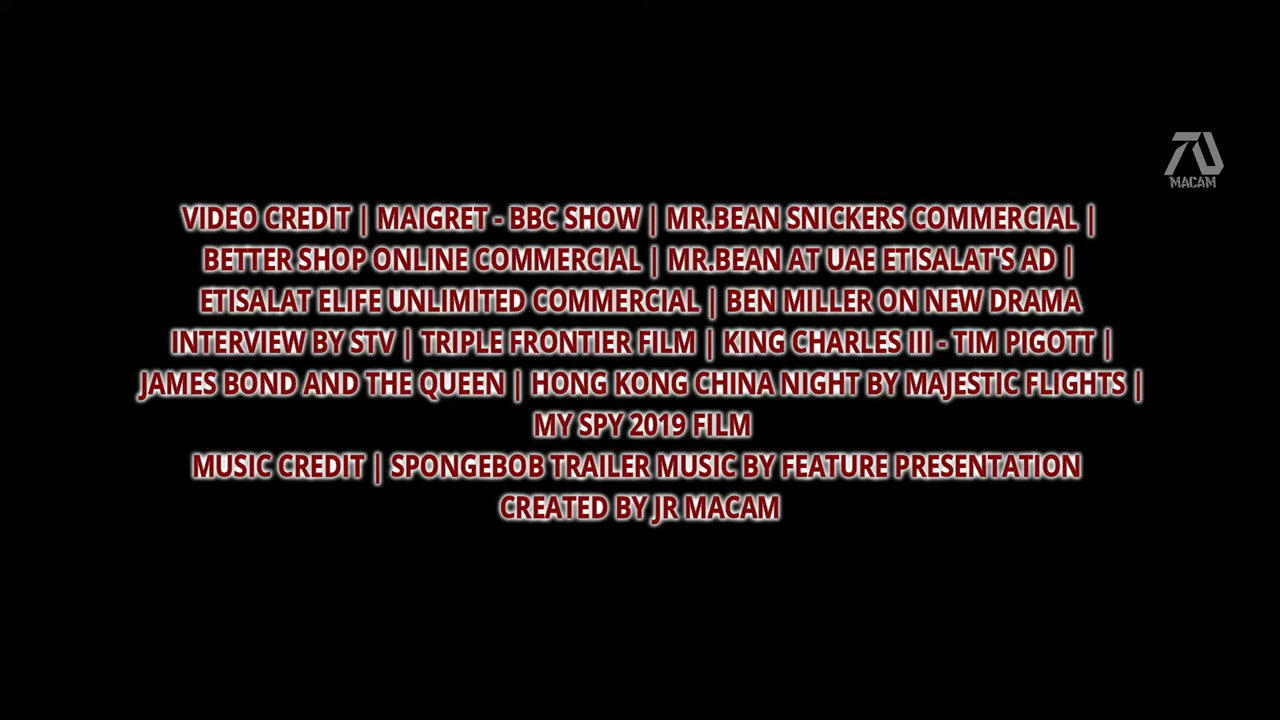 MACAM
VIDEO CREDIT | MAIGRET - BBC SHOW | MR.BEAN SNICKERS COMMERCIAL |
BETTER SHOP ONLINE COMMERCIAL | MR.BEAN AT UAE ETISALAT'S AD |
ETISALAT ELIFE UNLIMITED COMMERCIAL | BEN MILLER ON NEW DRAMA
INTERVIEW BY STV | TRIPLE FRONTIER FILM | KING CHARLES III - TIM PIGOTT |
JAMES BOND AND THE QUEEN | HONG KONG CHINA NIGHT BY MAJESTIC FLIGHTS |
MY SPY 2019 FILM
MUSIC CREDIT | SPONGEBOB TRAILER MUSIC BY FEATURE PRESENTATION
CREATED BY JR MACAM